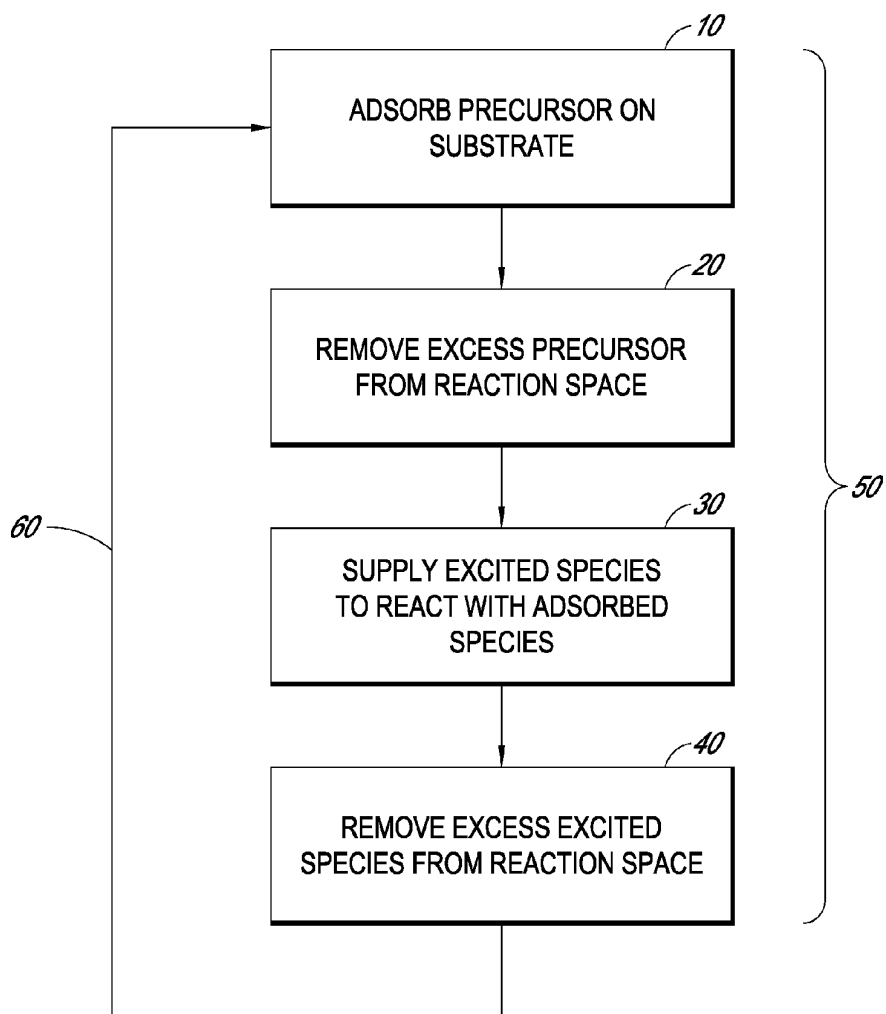 10
ADSORB PRECURSOR ON
SUBSTRATE
20
REMOVE EXCESS PRECURSOR
FROM REACTION SPACE
50
60
30
SUPPLY EXCITED SPECIES
TO REACT WITH ADSORBED
SPECIES
40
REMOVE EXCESS EXCITED
SPECIES FROM REACTION SPACE